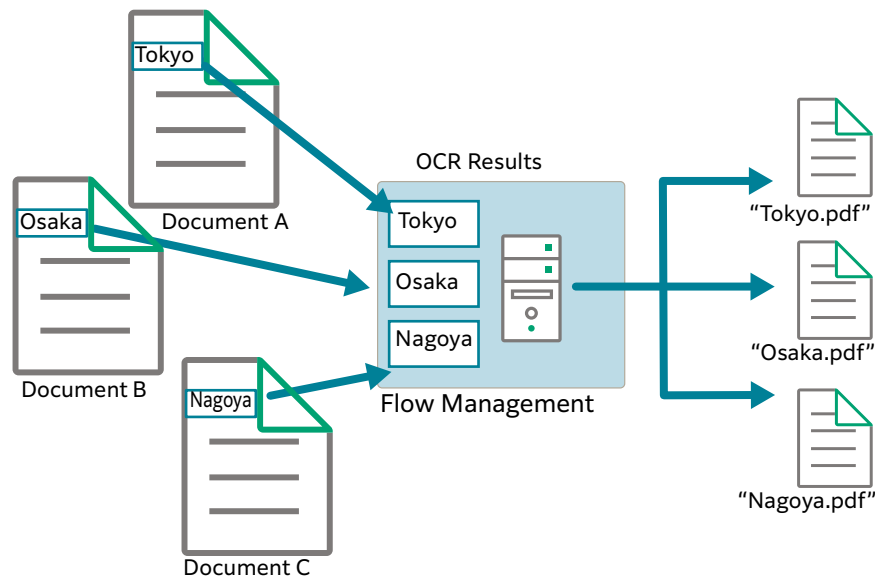 Tokyo
Document A
Osaka
Document B
Nagoya
Document C
OCR Results
Tokyo
Osaka
Nagoya
Flow Management
“Tokyo.pdf”
“Osaka.pdf”
“Nagoya.pdf”